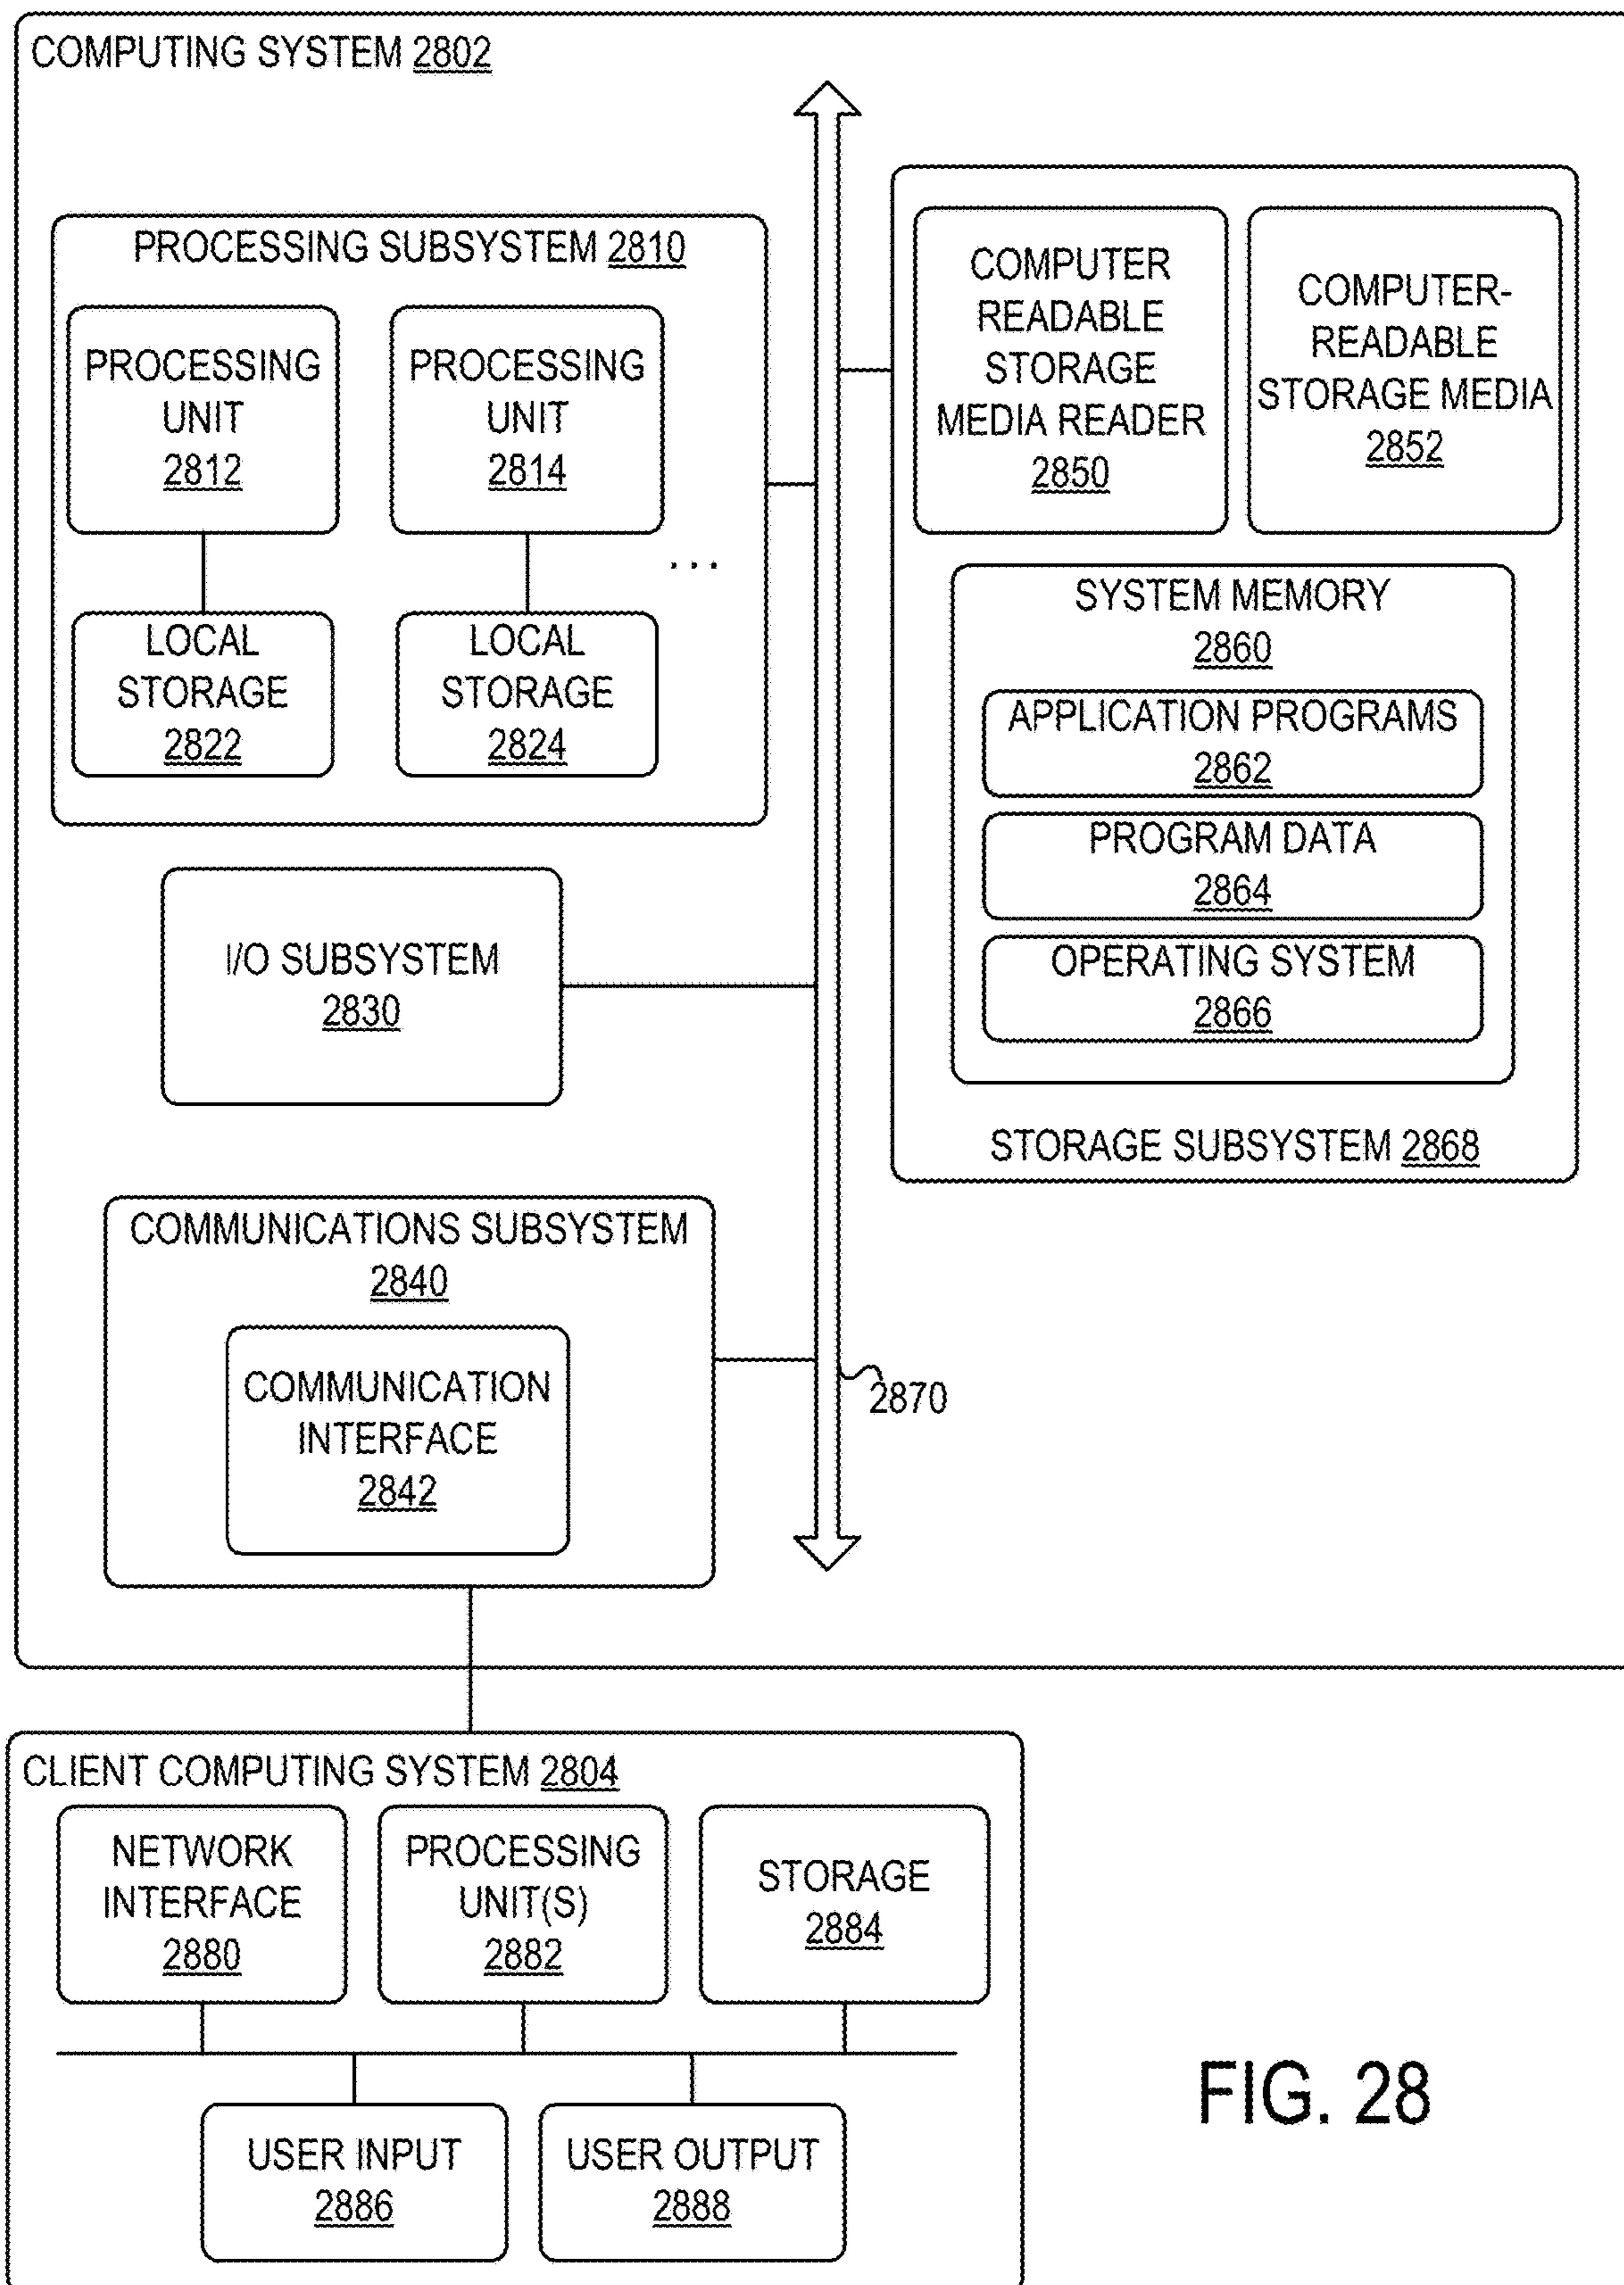 COMPUTING SYSTEM 2802
PROCESSING SUBSYSTEM 2810
PROCESSING
UNIT
2812
PROCESSING
UNIT
2814
LOCAL
STORAGE
2822
LOCAL
STORAGE
2824
...
I/O SUBSYSTEM
2830
COMMUNICATIONS SUBSYSTEM
2840
COMMUNICATION
INTERFACE
2842
COMPUTER
READABLE
STORAGE
MEDIA READER
2850
COMPUTER-
READABLE
STORAGE MEDIA
2852
SYSTEM MEMORY
2860
APPLICATION PROGRAMS
2862
PROGRAM DATA
2864
OPERATING SYSTEM
2866
STORAGE SUBSYSTEM 2868
2870
CLIENT COMPUTING SYSTEM 2804
NETWORK
INTERFACE
2880
PROCESSING
UNIT(S)
2882
STORAGE
2884
USER INPUT
2886
USER OUTPUT
2888
FIG. 28